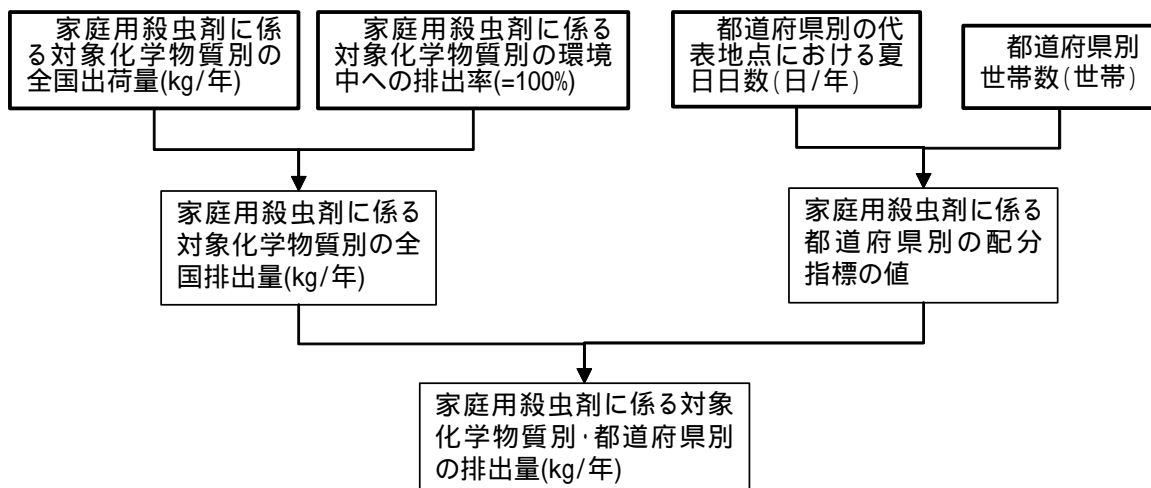 家庭用殺虫剤に係
る対象化学物質別の
全国出荷量(kg/年)
家庭用殺虫剤に係る
対象化学物質別の環境
中への排出率(=100%)
都道府県別の代
表地点における夏
日日数(日/年)
都道府県別
世帯数(世帯)
家庭用殺虫剤に係る
対象化学物質別の全
国排出量(kg/年)
家庭用殺虫剤に係る
都道府県別の配分
指標の値
家庭用殺虫剤に係る対象
化学物質別・都道府県別
の排出量(kg/年)